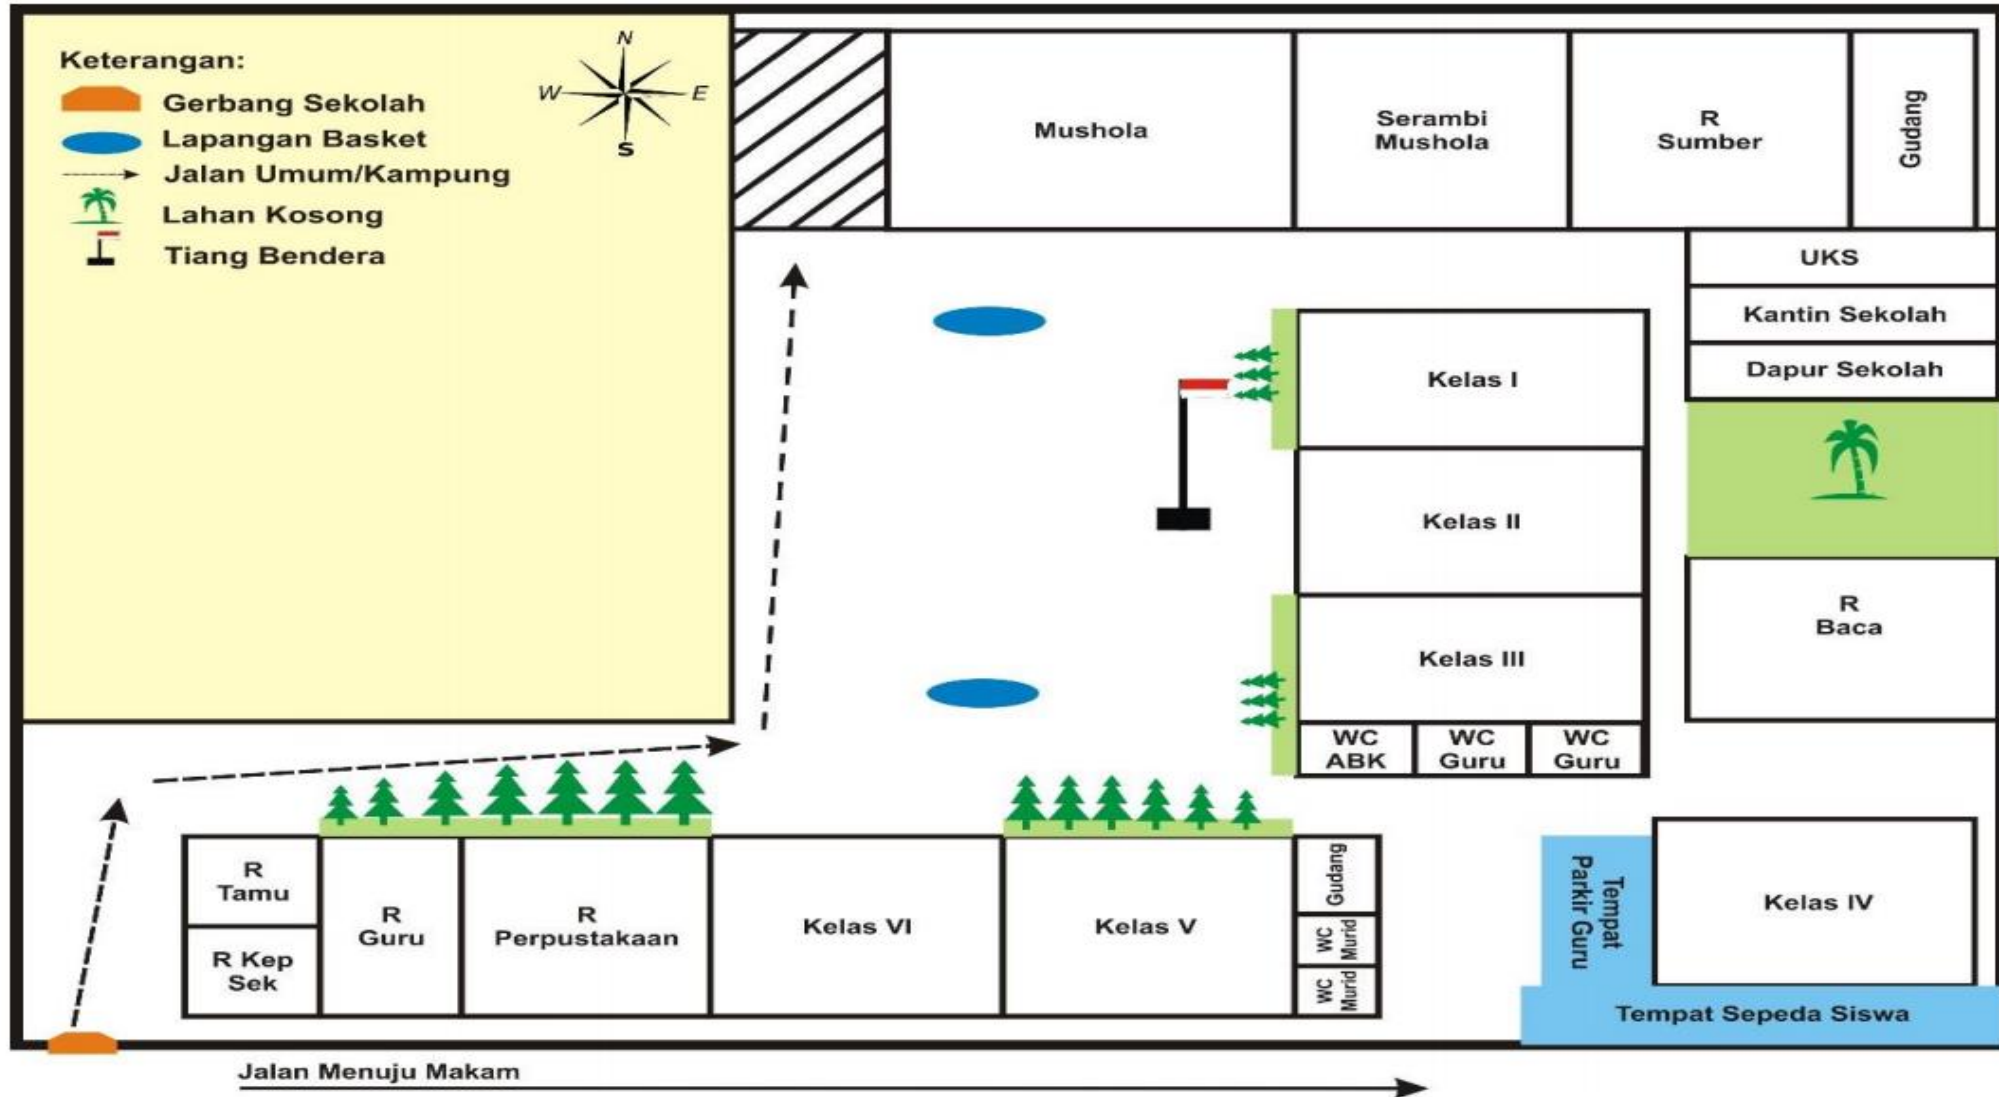 Keterangan:
Gerbang Sekolah
Lapangan Basket
Jalan Umum/Kampung
Lahan Kosong
Tiang Bendera
N
W
E
S
Mushola
Serambi
Mushola
R
Sumber
Gudang
UKS
Kantin Sekolah
Dapur Sekolah
Kelas I
Kelas II
Kelas III
R
Baca
WC
ABK
WC
Guru
WC
Guru
R
Tamu
R Kep
Sek
R
Guru
R
Perpustakaan
Kelas VI
Kelas V
Gudang
WC
Murid
WC
Murid
Tempat
Parkir Guru
Kelas IV
Tempat Sepeda Siswa
Jalan Menuju Makam